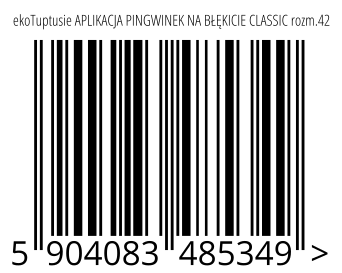 ekoTuptusie APLIKACJA PINGWINEK NA BŁĘKICIE CLASSIC rozm.42
5 904083 485349 >